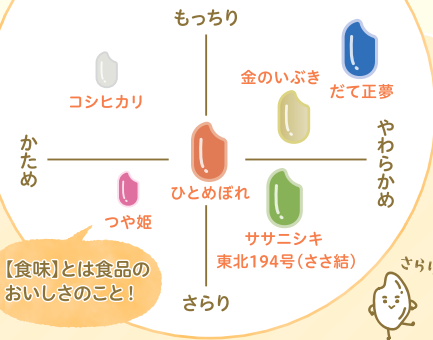 もっちり
コシヒカリ
金のいぶき
だて正夢
かため
やわらかめ
ひとめぼれ
つや姫
ササニシキ
東北194号(ささ結)
さらり
【食味】とは食品の
おいしさのこと!